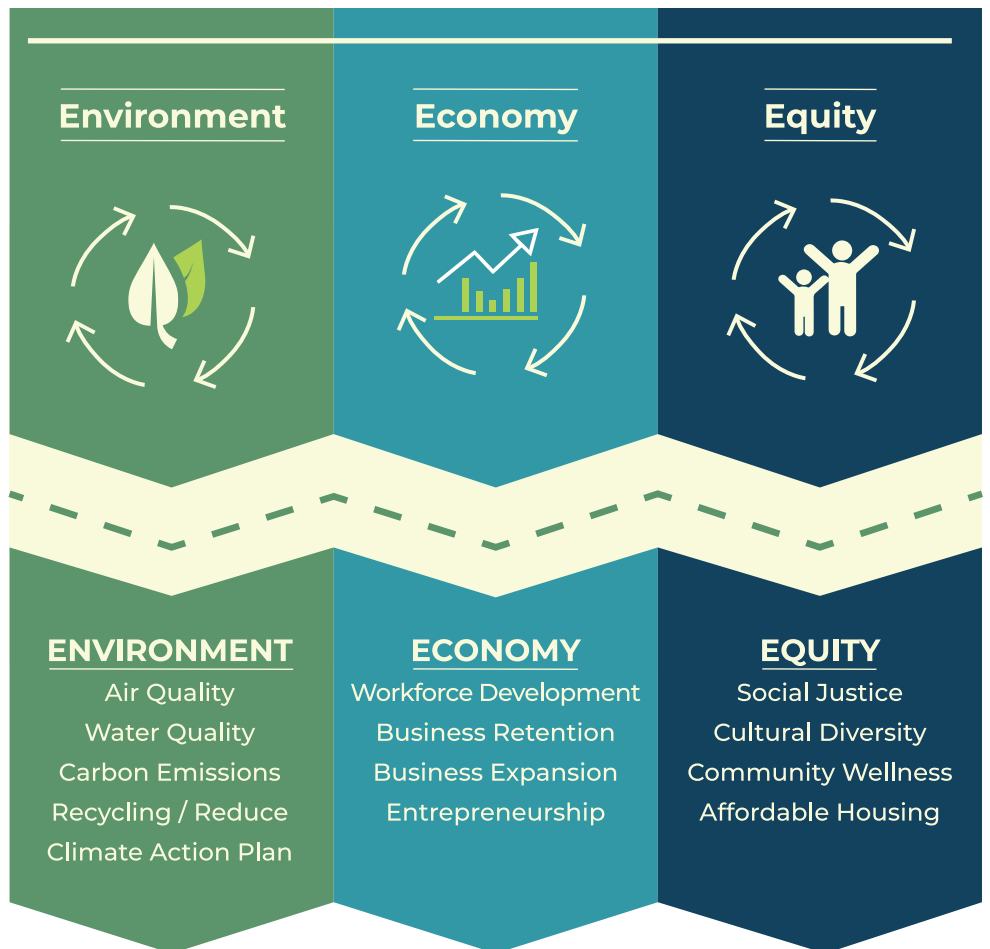 Environment
Economy
Equity
ENVIRONMENT
Air Quality
Water Quality
Carbon Emissions
Recycling / Reduce
Climate Action Plan
ECONOMY
Workforce Development
Business Retention
Business Expansion
Entrepreneurship
EQUITY
Social Justice
Cultural Diversity
Community Wellness
Affordable Housing